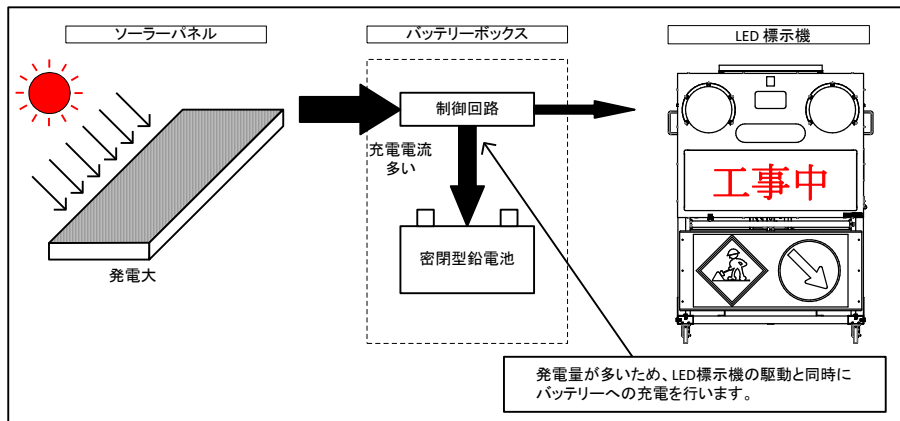 ソーラーパネル
バッテリーボックス
LED 標示機
制御回路
充電電流
多い
工事中
密閉型鉛電池
発電大
発電量が多いため、LED標示機の駆動と同時に
バッテリーへの充電を行います。